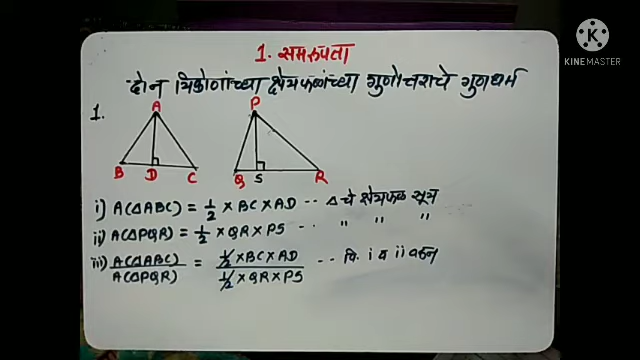 K
KINEMASTER
1. समरुपता
दोन त्रिकोणांच्या क्षेत्रफळांच्या गुणोत्तराचे गुणधर्म
1.
A
P
B D C
Q S R
i) A(△ABC) = 1/2 × BC × AD -- △ चे क्षेत्रफळ सूत्र
ii) A(△PQR) = 1/2 × QR × PS -- " " "
iii) A(△ABC) / A(△PQR) = 1/2 × BC × AD / 1/2 × QR × PS -- वि. i व ii वरून